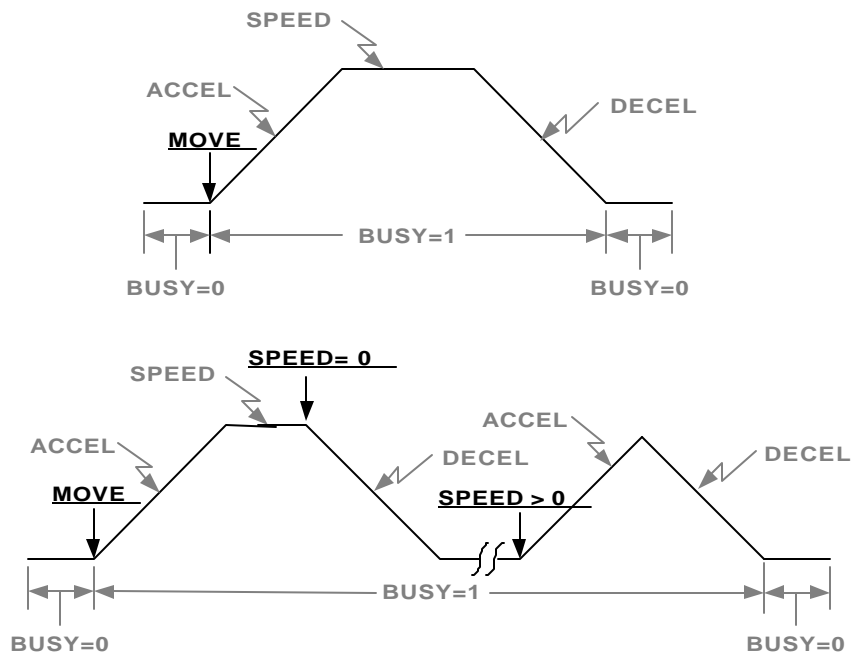 SPEED
ACCEL
DECEL
MOVE
BUSY=1
BUSY=0
BUSY=0
SPEED= 0
SPEED
ACCEL
ACCEL
DECEL
DECEL
MOVE
SPEED > 0
BUSY=1
BUSY=0
BUSY=0